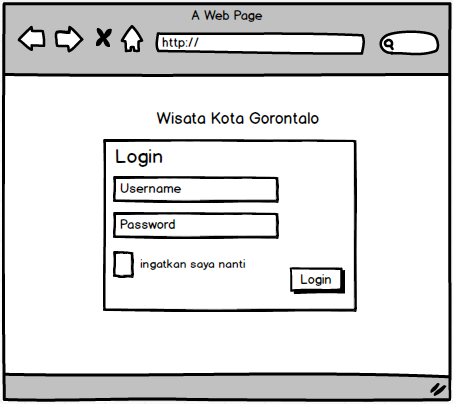 A Web Page
http://
Wisata Kota Gorontalo
Login
Username
Password
ingatkan saya nanti
Login